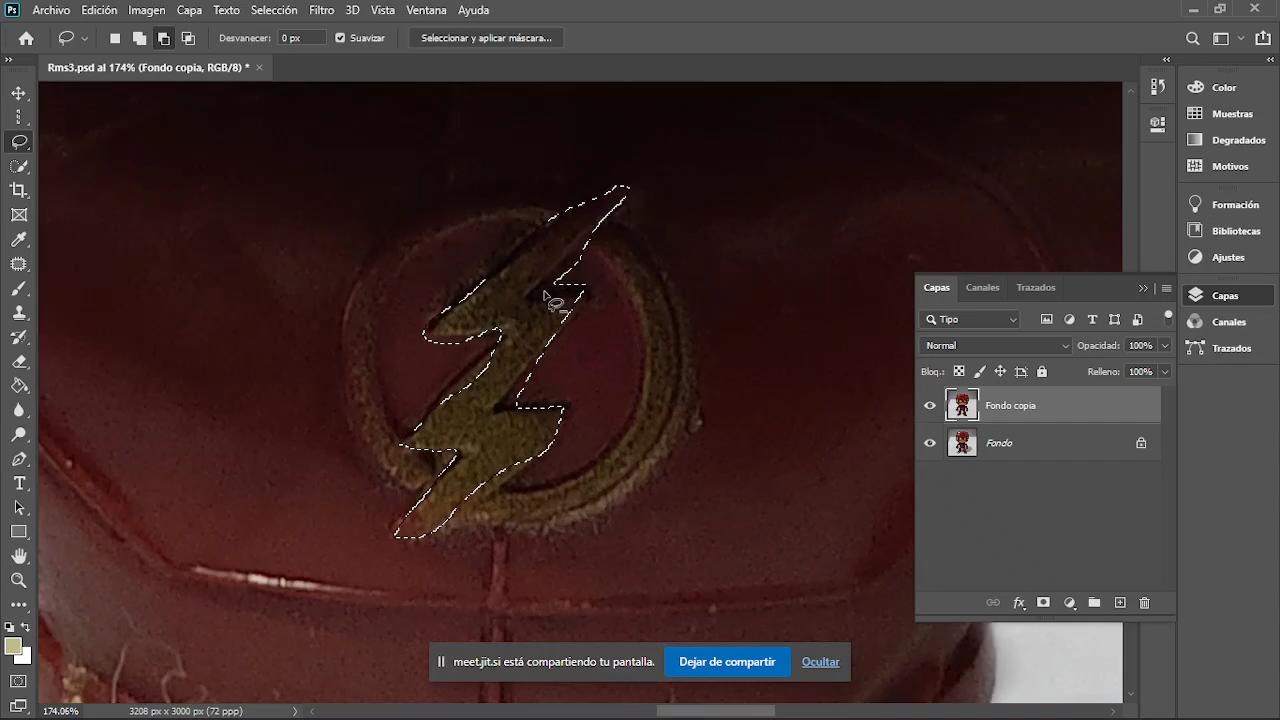 Ps Archivo Edición Imagen Capa Texto Selección Filtro 3D Vista Ventana Ayuda
Desvanecer: 0 px Suavizar Seleccionar y aplicar máscara...
Rms3.psd al 174% (Fondo copia, RGB/8) * ×
Color
Muestras
Degradados
Motivos
Formación
Bibliotecas
Ajustes
Capas
Canales
Trazados
Capas Canales Trazados
Tipo
Normal Opacidad: 100%
Bloq.: Relleno: 100%
Fondo copia
Fondo
fx
meet.jit.si está compartiendo tu pantalla. Dejar de compartir Ocultar
174.06% 3208 px x 3000 px (72 ppp)